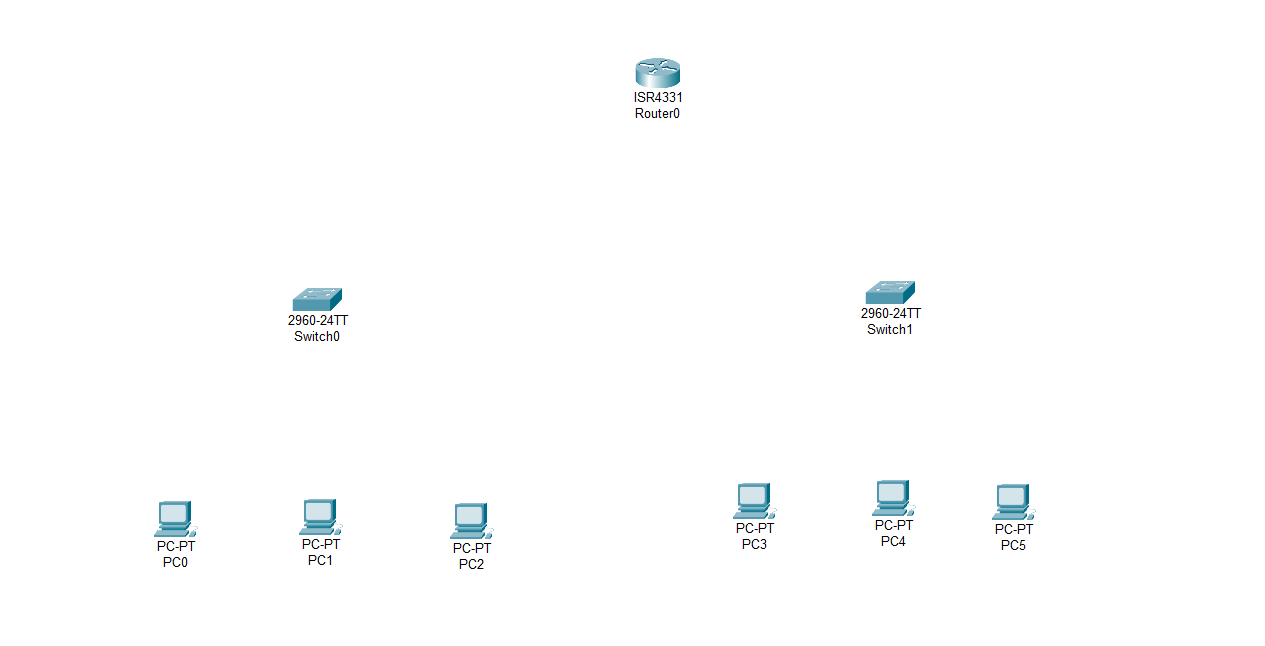 ISR4331
Router0
2960-24TT
Switch0
2960-24TT
Switch1
PC-PT
PC0
PC-PT
PC1
PC-PT
PC2
PC-PT
PC3
PC-PT
PC4
PC-PT
PC5